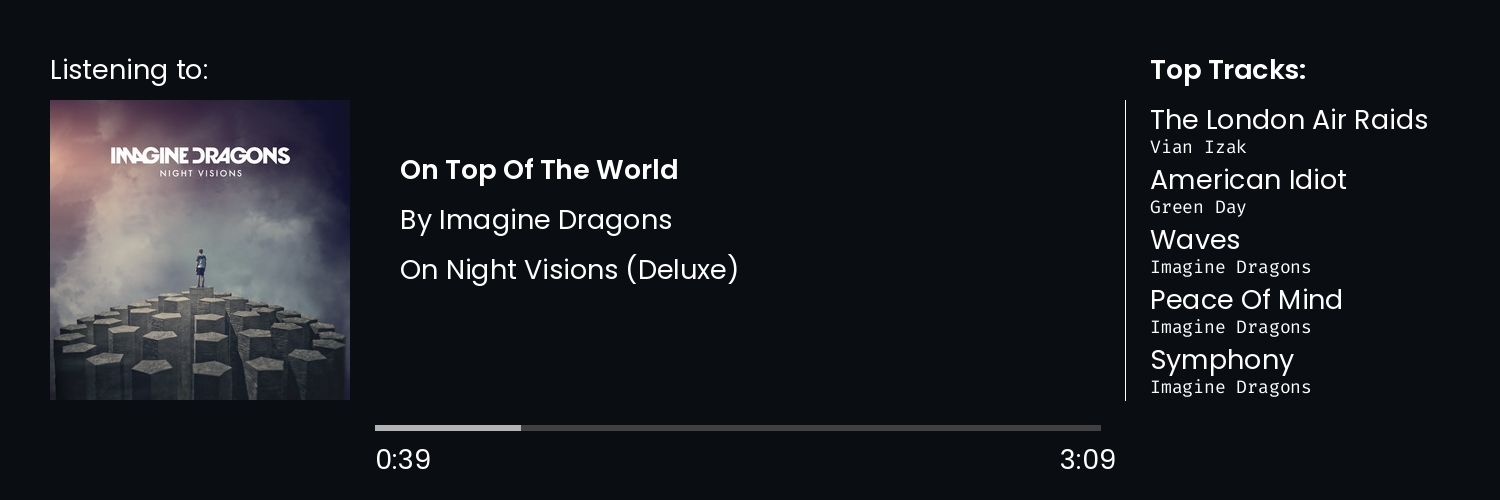 Listening to:
IMAGINE DRAGONS
NIGHT VISIONS
On Top Of The World
By Imagine Dragons
On Night Visions (Deluxe)
0:39
3:09
Top Tracks:
The London Air Raids
Vian Izak
American Idiot
Green Day
Waves
Imagine Dragons
Peace Of Mind
Imagine Dragons
Symphony
Imagine Dragons